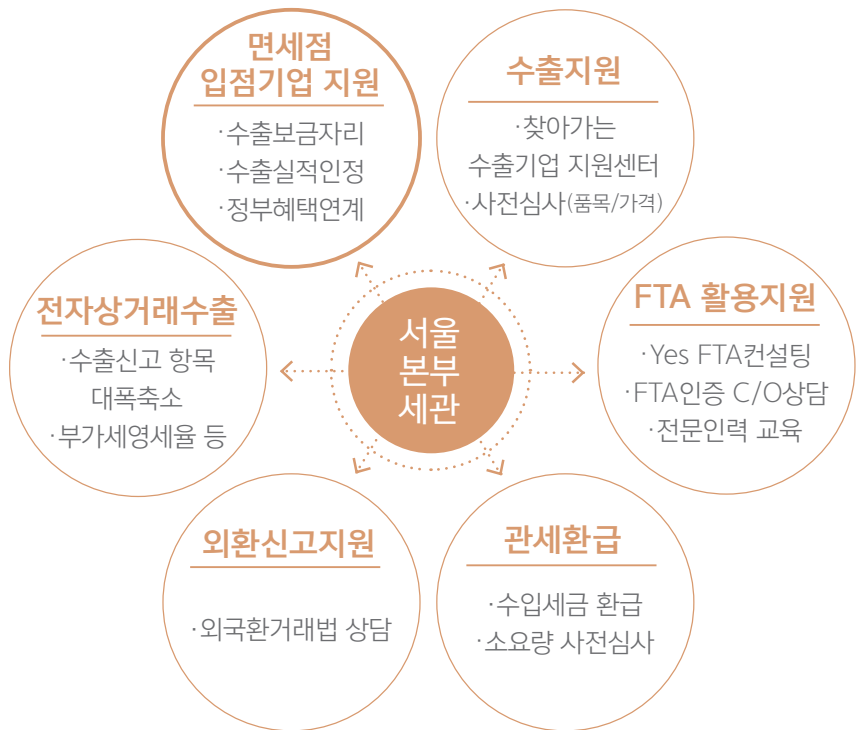 면세점
입점기업 지원
·수출보금자리
·수출실적인정
·정부혜택연계
수출지원
·찾아가는
수출기업 지원센터
·사전심사(품목/가격)
전자상거래수출
·수출신고 항목
대폭축소
·부가세영세율 등
서울
본부
세관
FTA 활용지원
·Yes FTA컨설팅
·FTA인증 C/O상담
·전문인력 교육
외환신고지원
·외국환거래법 상담
관세환급
·수입세금 환급
·소요량 사전심사